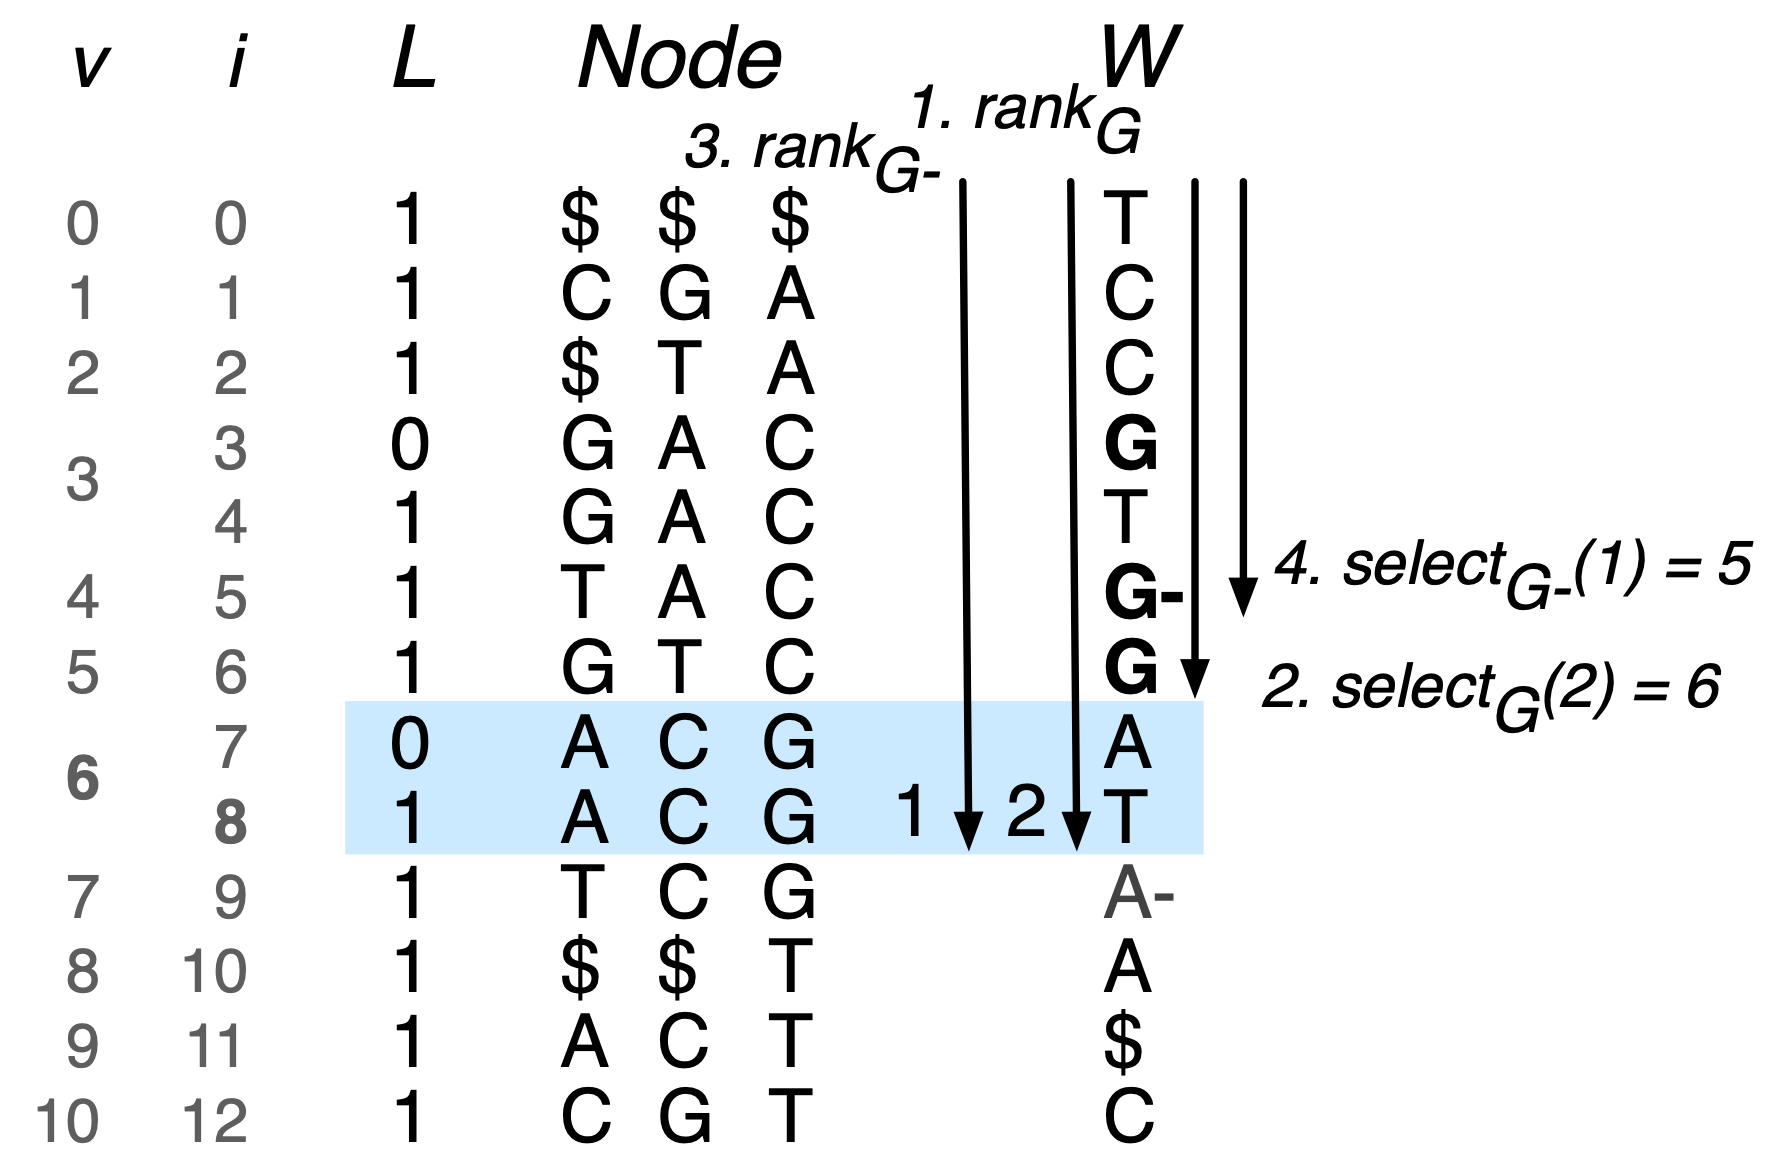 v i L Node W
1. rankG
3. rankG-
0 0 1 $ $ $ T
1 1 1 C G A C
2 2 1 $ T A C
3 0 G A C G
3
4 1 G A C T
4 5 1 T A C G- 4. selectG-(1) = 5
5 6 1 G T C G 2. selectG(2) = 6
7 0 A C G A
6
8 1 A C G 1 2 T
7 9 1 T C G A-
8 10 1 $ $ T A
9 11 1 A C T $
10 12 1 C G T C